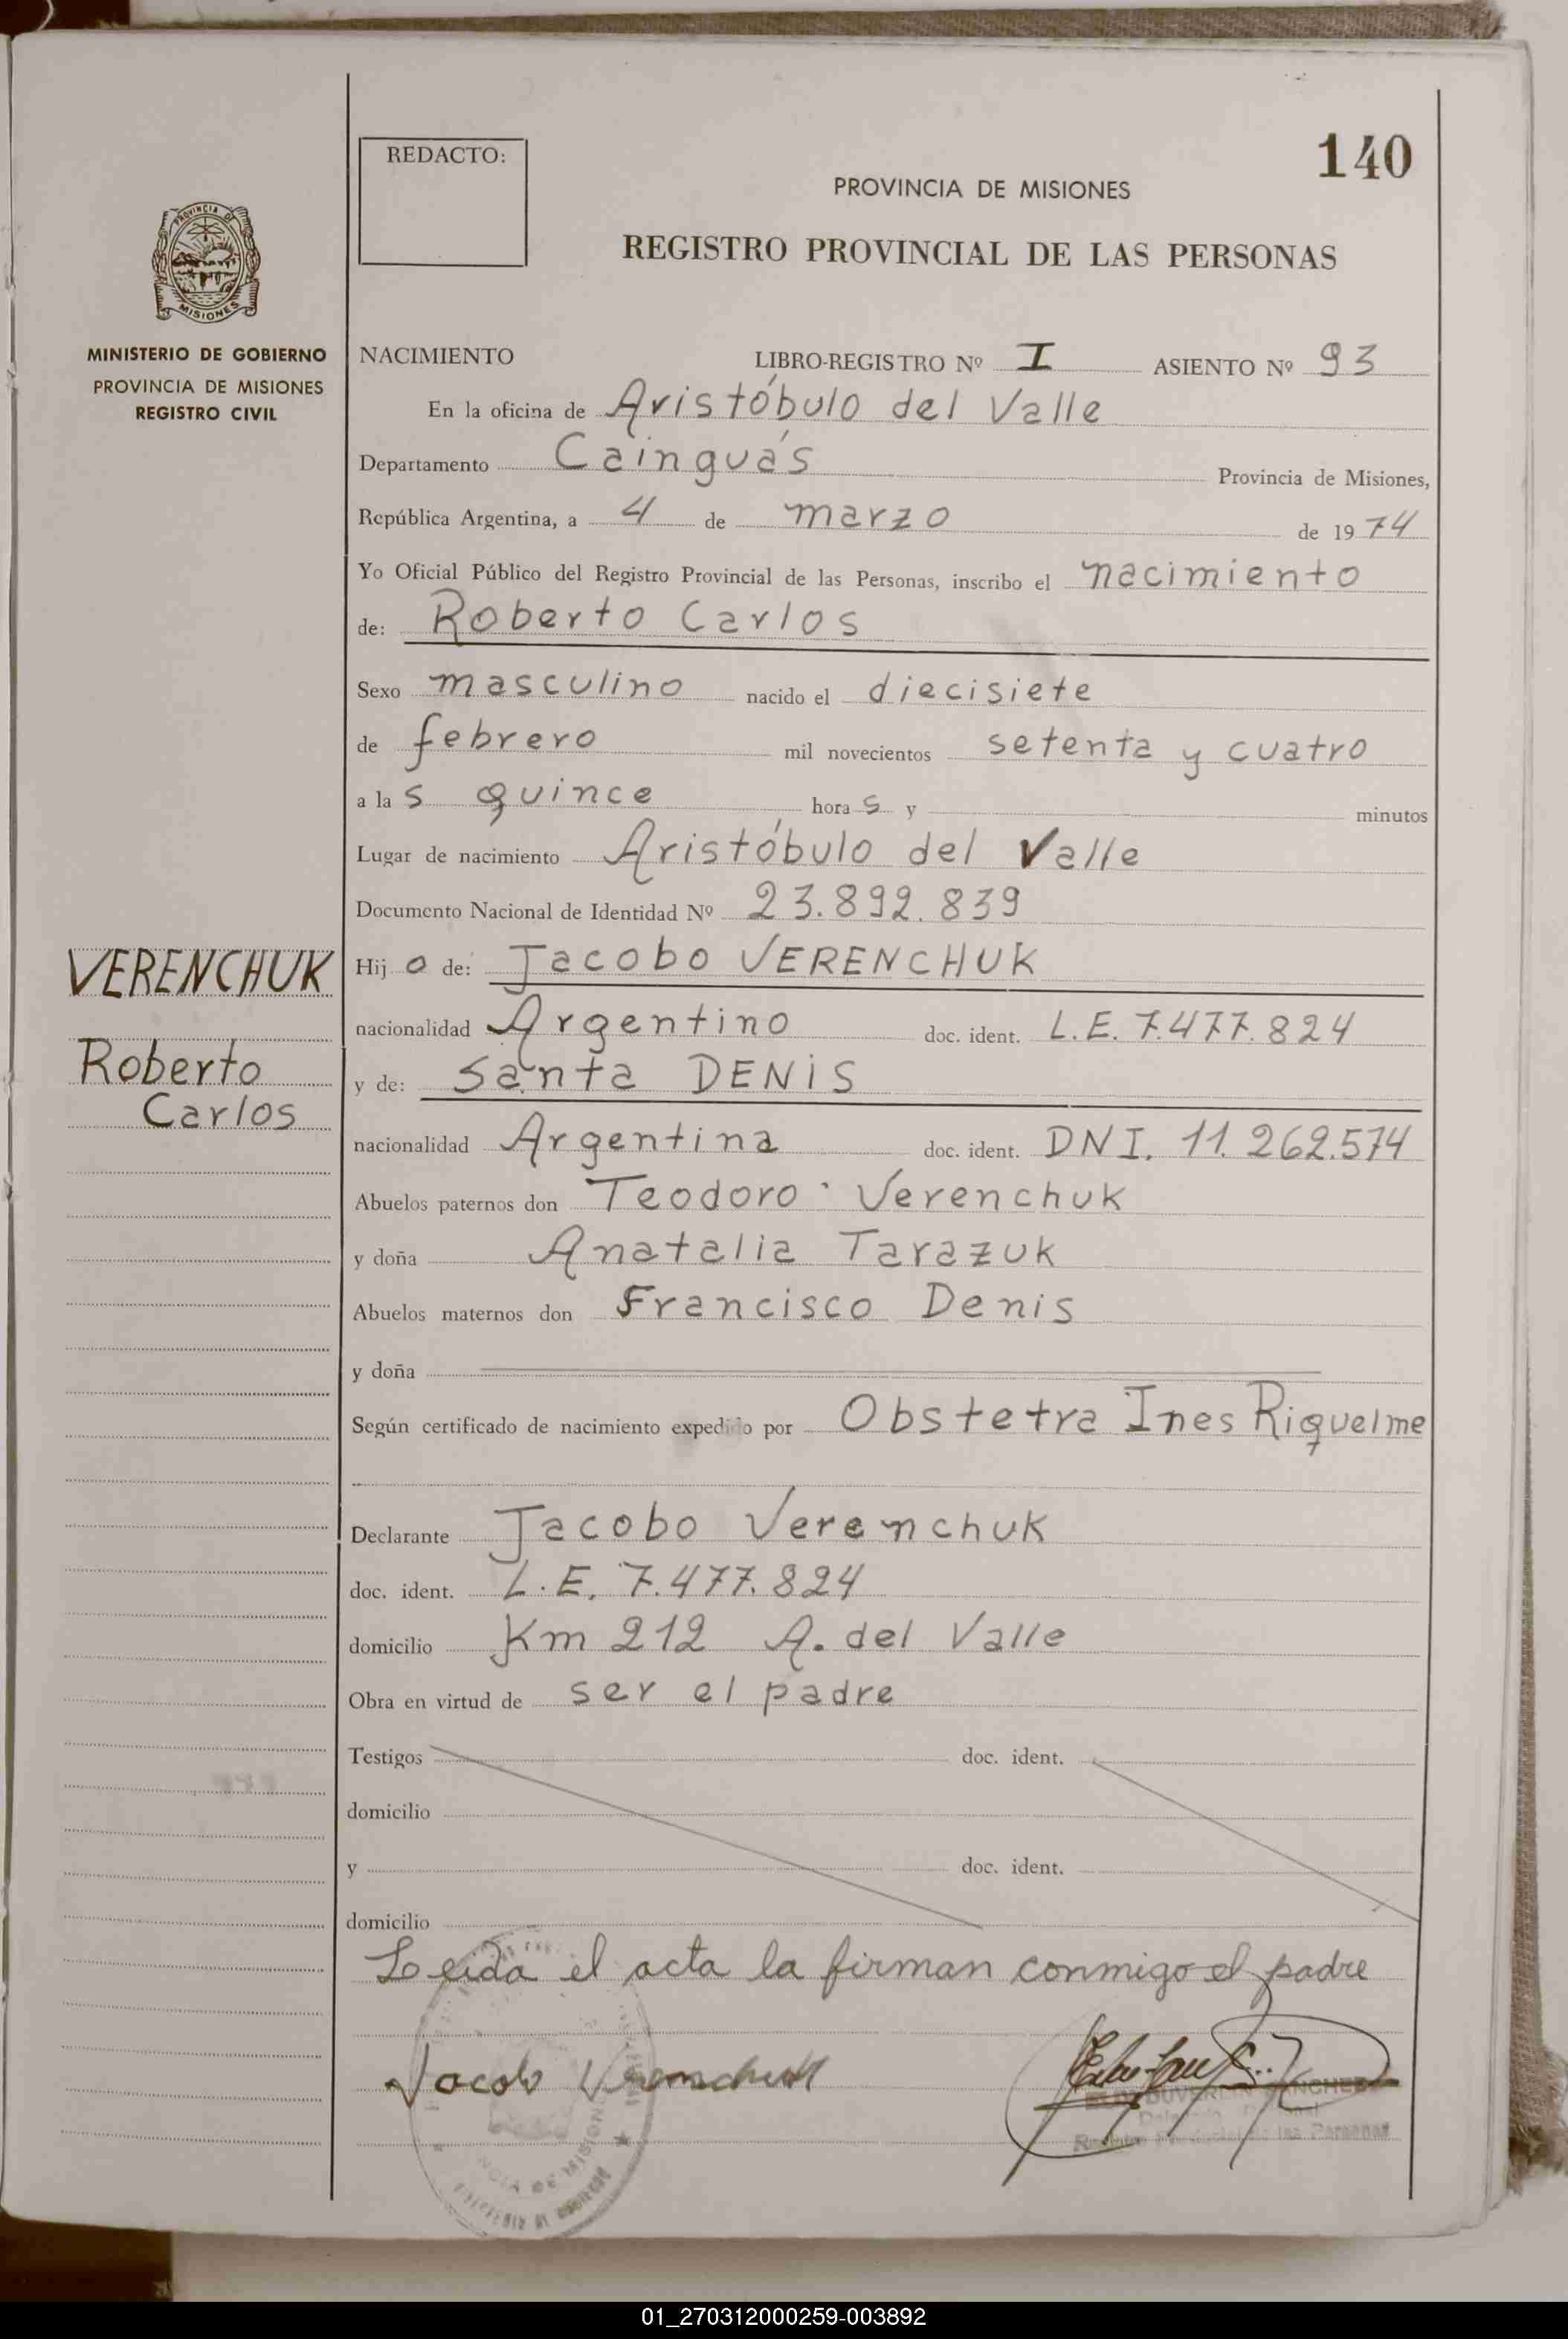 REDACTO:
140
PROVINCIA DE MISIONES
REGISTRO PROVINCIAL DE LAS PERSONAS
PROVINCIA DE
MISIONES
MINISTERIO DE GOBIERNO
PROVINCIA DE MISIONES
REGISTRO CIVIL
NACIMIENTO LIBRO-REGISTRO Nº I ASIENTO Nº 93
En la oficina de Aristóbulo del Valle
Departamento Cainguás Provincia de Misiones,
República Argentina, a 4 de marzo de 1974
Yo Oficial Público del Registro Provincial de las Personas, inscribo el nacimiento
de: Roberto Carlos
Sexo masculino nacido el diecisiete
de febrero mil novecientos setenta y cuatro
a las quince horas y minutos
Lugar de nacimiento Aristóbulo del Valle
Documento Nacional de Identidad Nº 23.892.839
VERENCHUK
Hijo de: Jacobo VERENCHUK
nacionalidad Argentino doc. ident. L.E. 7.477.824
Roberto
y de: Santa DENIS
Carlos
nacionalidad Argentina doc. ident. DNI. 11.262.574
Abuelos paternos don Teodoro Verenchuk
y doña Anatalia Tarazuk
Abuelos maternos don Francisco Denis
y doña
Según certificado de nacimiento expedido por Obstetra Ines Riquelme
Declarante Jacobo Verenchuk
doc. ident. L.E. 7.477.824
domicilio Km 212 A. del Valle
Obra en virtud de ser el padre
Testigos doc. ident.
domicilio
y doc. ident.
domicilio
Leída el acta la firman conmigo el padre
Jacobo Verenchuk
las Personas
01_270312000259-003892